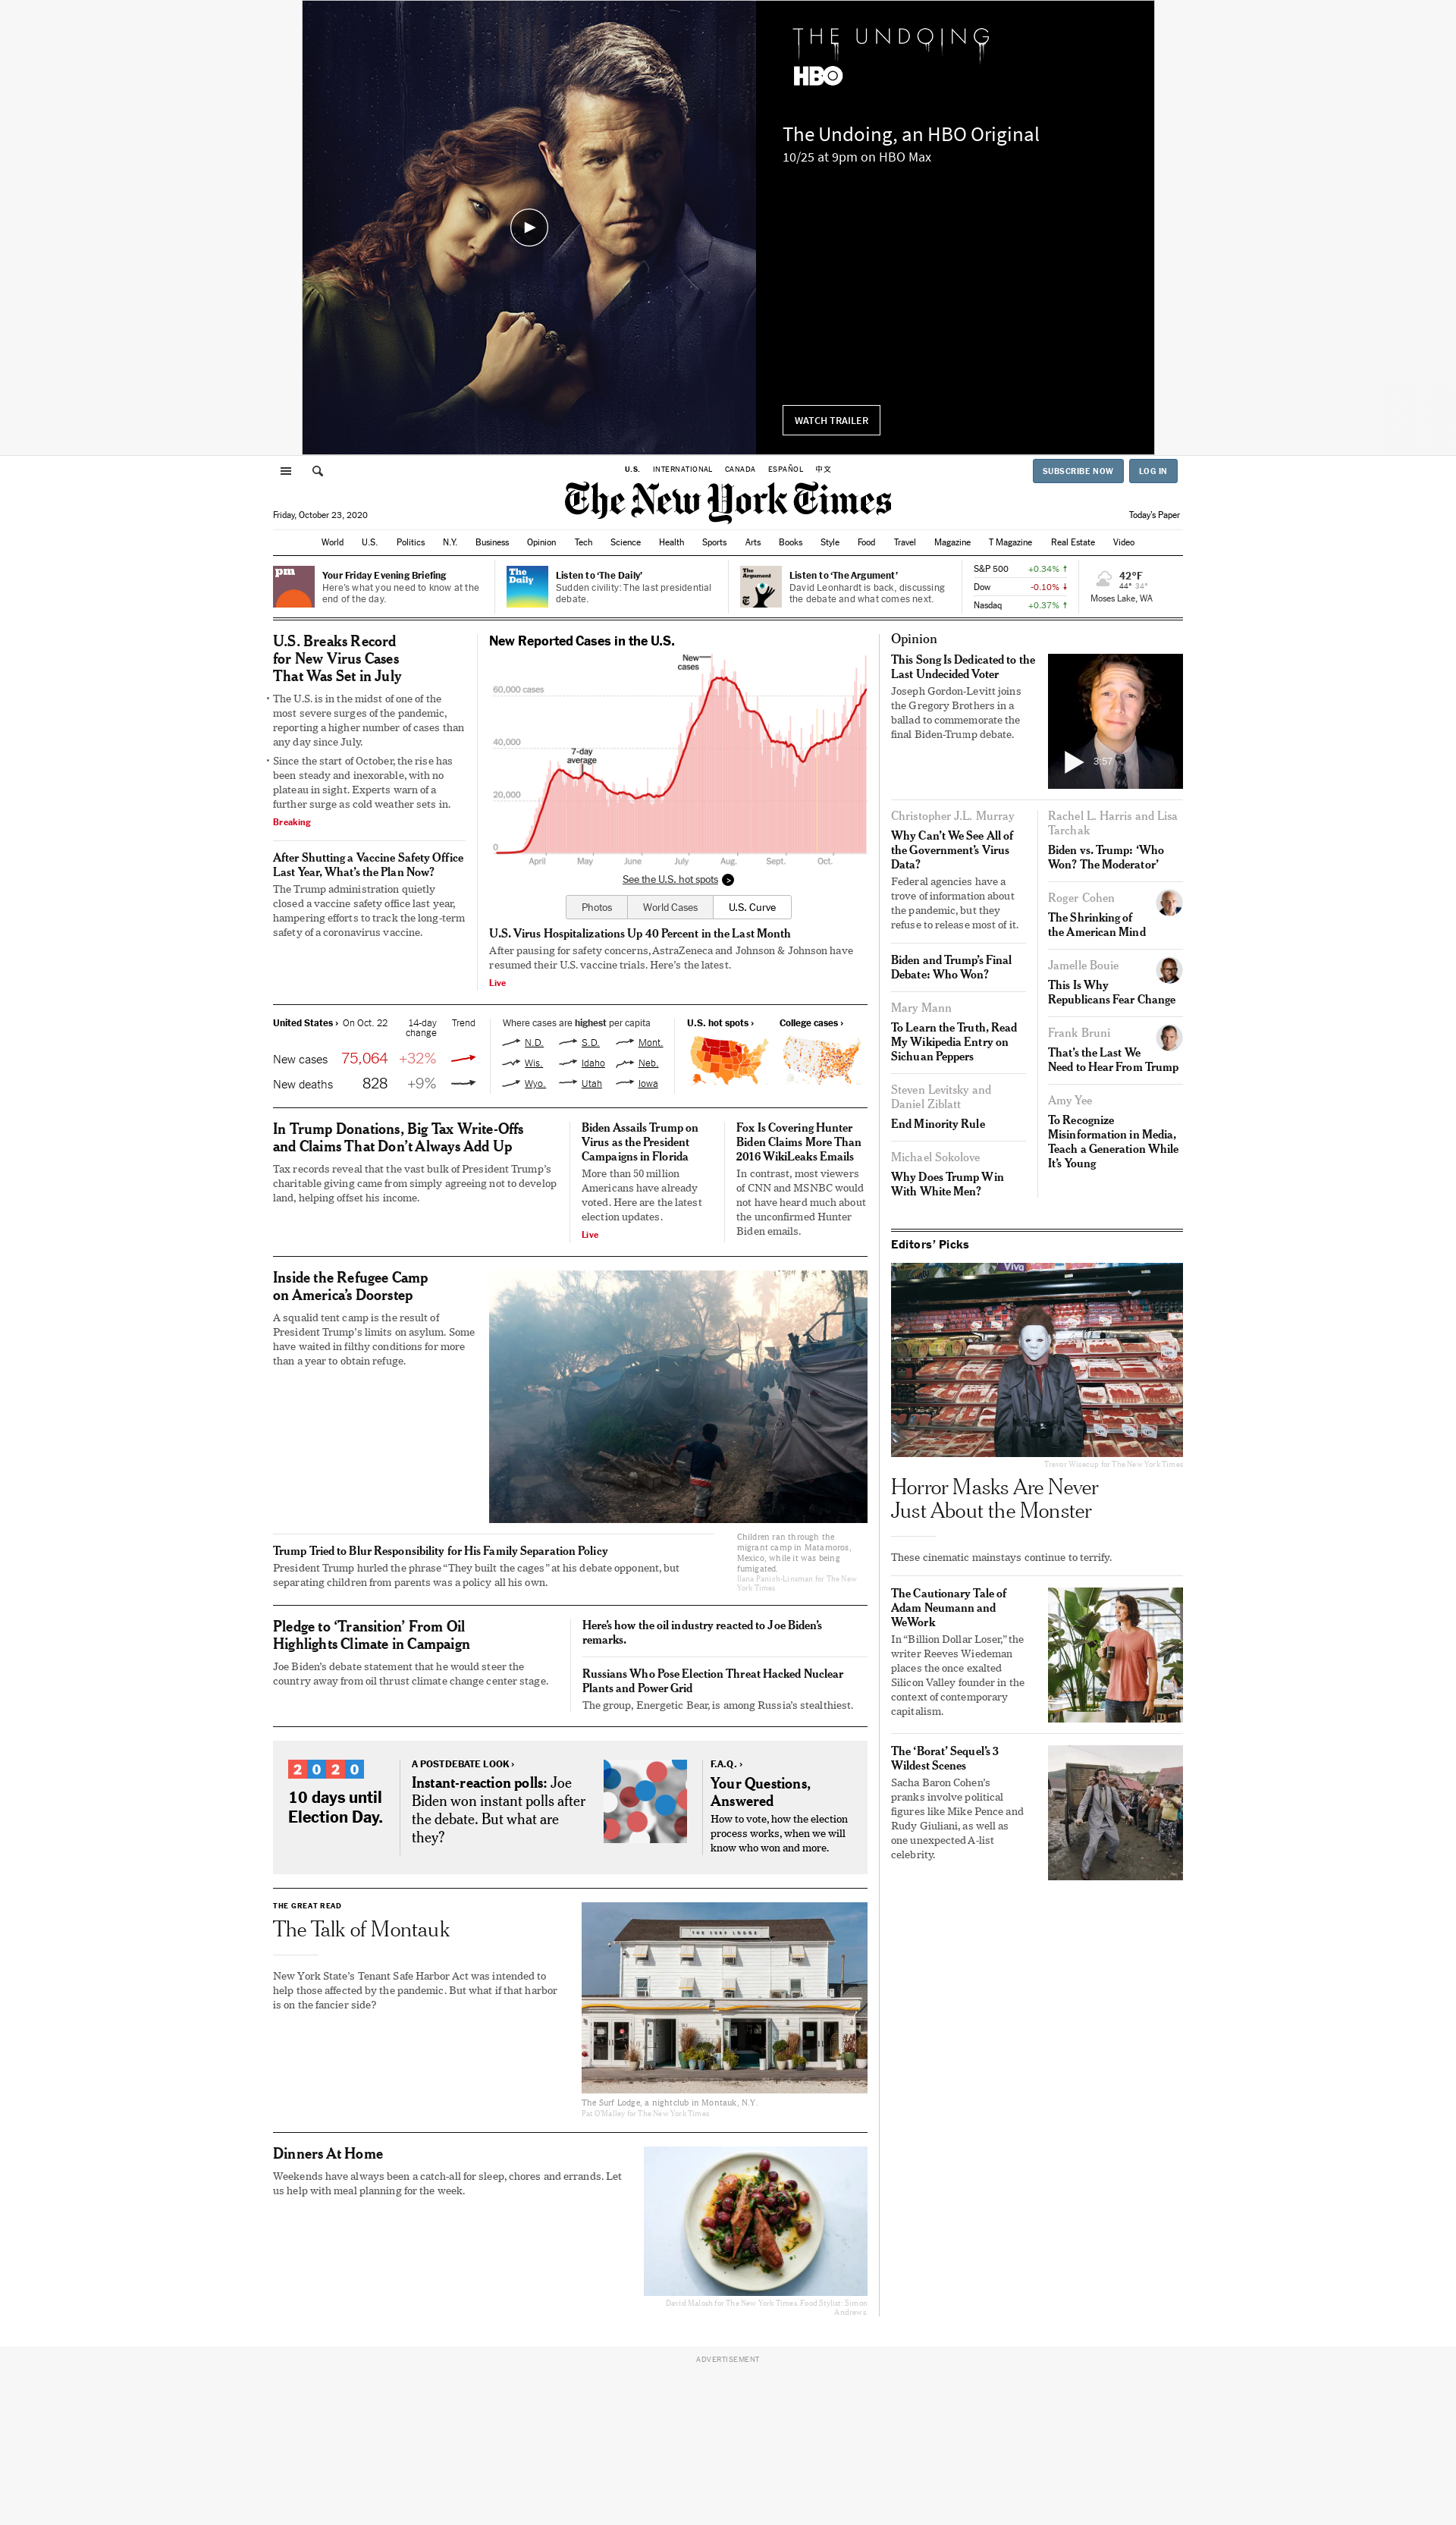 THE UNDOING
HBO
The Undoing, an HBO Original
10/25 at 9pm on HBO Max
WATCH TRAILER
U.S. INTERNATIONAL CANADA ESPAÑOL 中文
SUBSCRIBE NOW LOG IN
The New York Times
Friday, October 23, 2020
Today's Paper
World U.S. Politics N.Y. Business Opinion Tech Science Health Sports Arts Books Style Food Travel Magazine T Magazine Real Estate Video
pm
Your Friday Evening Briefing
Here's what you need to know at the
end of the day.
The
Daily
Listen to 'The Daily'
Sudden civility: The last presidential
debate.
The
Argument
Listen to 'The Argument'
David Leonhardt is back, discussing
the debate and what comes next.
S&P 500 +0.34% ↑
Dow -0.10% ↓
Nasdaq +0.37% ↑
42°F
44° 34°
Moses Lake, WA
U.S. Breaks Record
for New Virus Cases
That Was Set in July
• The U.S. is in the midst of one of the
most severe surges of the pandemic,
reporting a higher number of cases than
any day since July.
• Since the start of October, the rise has
been steady and inexorable, with no
plateau in sight. Experts warn of a
further surge as cold weather sets in.
Breaking
After Shutting a Vaccine Safety Office
Last Year, What's the Plan Now?
The Trump administration quietly
closed a vaccine safety office last year,
hampering efforts to track the long-term
safety of a coronavirus vaccine.
New Reported Cases in the U.S.
New
cases
60,000 cases
40,000
7-day
average
20,000
0
April May June July Aug. Sept. Oct.
See the U.S. hot spots >
Photos World Cases U.S. Curve
U.S. Virus Hospitalizations Up 40 Percent in the Last Month
After pausing for safety concerns, AstraZeneca and Johnson & Johnson have
resumed their U.S. vaccine trials. Here's the latest.
Live
United States › On Oct. 22 14-day
change Trend
New cases 75,064 +32%
New deaths 828 +9%
Where cases are highest per capita
N.D. S.D. Mont.
Wis. Idaho Neb.
Wyo. Utah Iowa
U.S. hot spots › College cases ›
In Trump Donations, Big Tax Write-Offs
and Claims That Don't Always Add Up
Tax records reveal that the vast bulk of President Trump's
charitable giving came from simply agreeing not to develop
land, helping offset his income.
Biden Assails Trump on
Virus as the President
Campaigns in Florida
More than 50 million
Americans have already
voted. Here are the latest
election updates.
Live
Fox Is Covering Hunter
Biden Claims More Than
2016 WikiLeaks Emails
In contrast, most viewers
of CNN and MSNBC would
not have heard much about
the unconfirmed Hunter
Biden emails.
Inside the Refugee Camp
on America's Doorstep
A squalid tent camp is the result of
President Trump's limits on asylum. Some
have waited in filthy conditions for more
than a year to obtain refuge.
Children ran through the
migrant camp in Matamoros,
Mexico, while it was being
fumigated.
Ilana Panich-Linsman for The New
York Times
Trump Tried to Blur Responsibility for His Family Separation Policy
President Trump hurled the phrase “They built the cages” at his debate opponent, but
separating children from parents was a policy all his own.
Pledge to 'Transition' From Oil
Highlights Climate in Campaign
Joe Biden's debate statement that he would steer the
country away from oil thrust climate change center stage.
Here's how the oil industry reacted to Joe Biden's
remarks.
Russians Who Pose Election Threat Hacked Nuclear
Plants and Power Grid
The group, Energetic Bear, is among Russia's stealthiest.
2020
10 days until
Election Day.
A POSTDEBATE LOOK ›
Instant-reaction polls: Joe
Biden won instant polls after
the debate. But what are
they?
F.A.Q. ›
Your Questions,
Answered
How to vote, how the election
process works, when we will
know who won and more.
THE GREAT READ
The Talk of Montauk
New York State's Tenant Safe Harbor Act was intended to
help those affected by the pandemic. But what if that harbor
is on the fancier side?
THE SURF LODGE
The Surf Lodge, a nightclub in Montauk, N.Y.
Pat O'Malley for The New York Times
Dinners At Home
Weekends have always been a catch-all for sleep, chores and errands. Let
us help with meal planning for the week.
David Malosh for The New York Times. Food Stylist: Simon
Andrews.
Opinion
This Song Is Dedicated to the
Last Undecided Voter
Joseph Gordon-Levitt joins
the Gregory Brothers in a
ballad to commemorate the
final Biden-Trump debate.
3:57
Christopher J.L. Murray
Why Can't We See All of
the Government's Virus
Data?
Federal agencies have a
trove of information about
the pandemic, but they
refuse to release most of it.
Biden and Trump's Final
Debate: Who Won?
Mary Mann
To Learn the Truth, Read
My Wikipedia Entry on
Sichuan Peppers
Steven Levitsky and
Daniel Ziblatt
End Minority Rule
Michael Sokolove
Why Does Trump Win
With White Men?
Rachel L. Harris and Lisa
Tarchak
Biden vs. Trump: 'Who
Won? The Moderator'
Roger Cohen
The Shrinking of
the American Mind
Jamelle Bouie
This Is Why
Republicans Fear Change
Frank Bruni
That's the Last We
Need to Hear From Trump
Amy Yee
To Recognize
Misinformation in Media,
Teach a Generation While
It's Young
Editors' Picks
Viva
Trevor Wisecup for The New York Times
Horror Masks Are Never
Just About the Monster
These cinematic mainstays continue to terrify.
The Cautionary Tale of
Adam Neumann and
WeWork
In “Billion Dollar Loser,” the
writer Reeves Wiedeman
places the once exalted
Silicon Valley founder in the
context of contemporary
capitalism.
The 'Borat' Sequel's 3
Wildest Scenes
Sacha Baron Cohen's
pranks involve political
figures like Mike Pence and
Rudy Giuliani, as well as
one unexpected A-list
celebrity.
ADVERTISEMENT